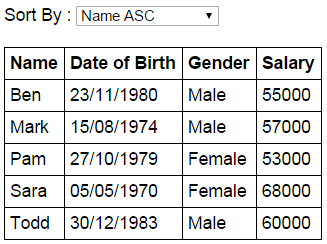 Sort By : Name ASC
Name Date of Birth Gender Salary
Ben 23/11/1980 Male 55000
Mark 15/08/1974 Male 57000
Pam 27/10/1979 Female 53000
Sara 05/05/1970 Female 68000
Todd 30/12/1983 Male 60000